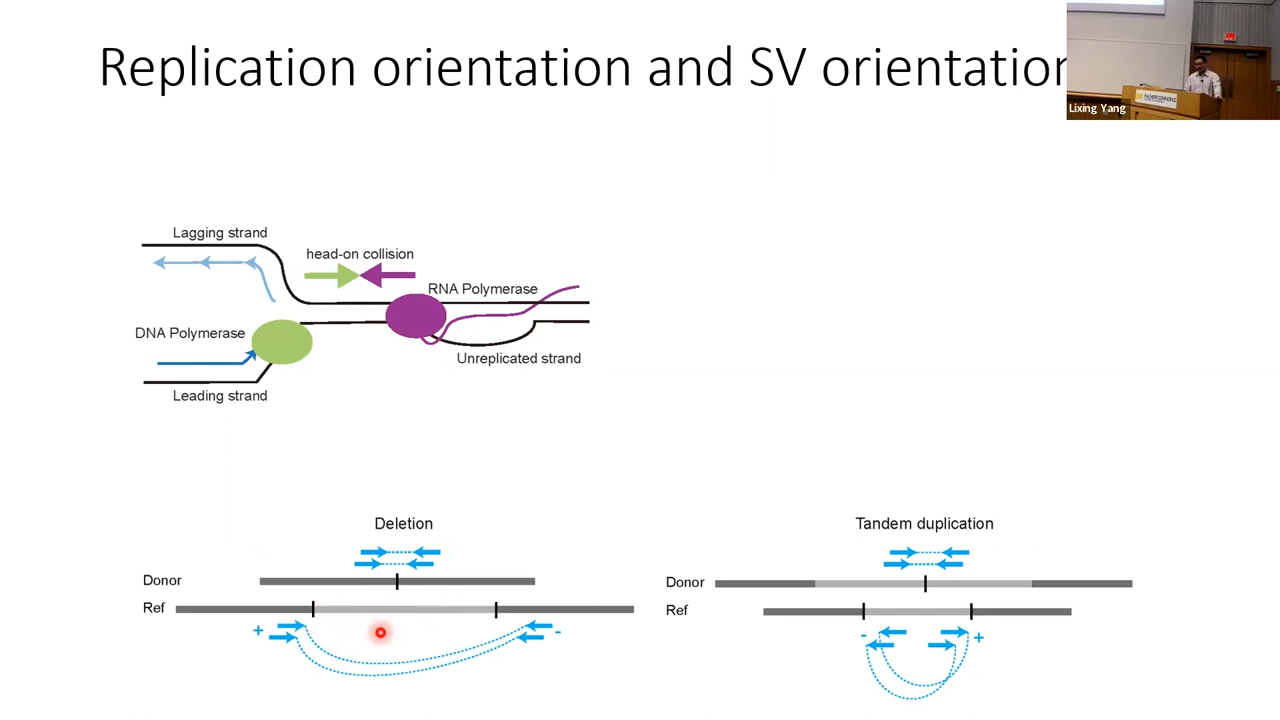 Replication orientation and SV orientation
Lixing Yang
Lagging strand
head-on collision
RNA Polymerase
DNA Polymerase
Unreplicated strand
Leading strand
Deletion
Tandem duplication
Donor
Ref
+
-
Donor
Ref
-
+